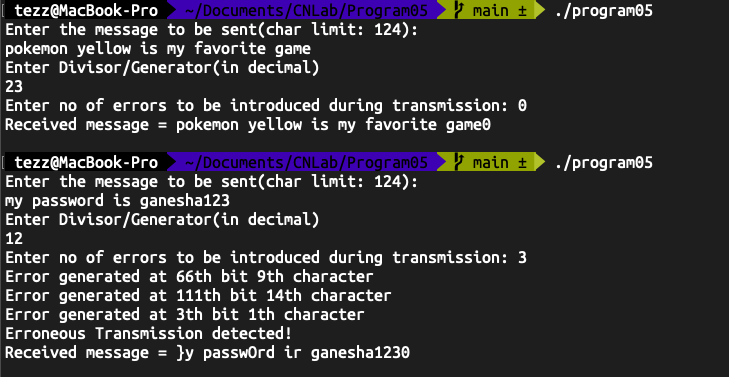 tezz@MacBook-Pro ~/Documents/CNLab/Program05 main ± ./program05
Enter the message to be sent(char limit: 124):
pokemon yellow is my favorite game
Enter Divisor/Generator(in decimal)
23
Enter no of errors to be introduced during transmission: 0
Received message = pokemon yellow is my favorite game0
tezz@MacBook-Pro ~/Documents/CNLab/Program05 main ± ./program05
Enter the message to be sent(char limit: 124):
my password is ganesha123
Enter Divisor/Generator(in decimal)
12
Enter no of errors to be introduced during transmission: 3
Error generated at 66th bit 9th character
Error generated at 111th bit 14th character
Error generated at 3th bit 1th character
Erroneous Transmission detected!
Received message = }y passwOrd ir ganesha1230